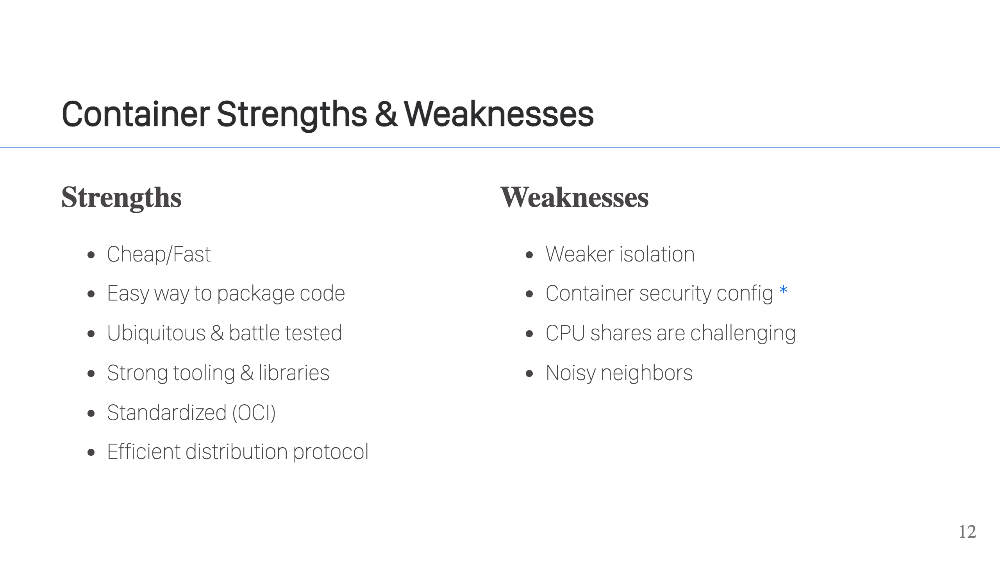 Container Strengths & Weaknesses
Strengths
Cheap/Fast
Easy way to package code
Ubiquitous & battle tested
Strong tooling & libraries
Standardized (OCI)
Efficient distribution protocol
Weaknesses
Weaker isolation
Container security config *
CPU shares are challenging
Noisy neighbors
12